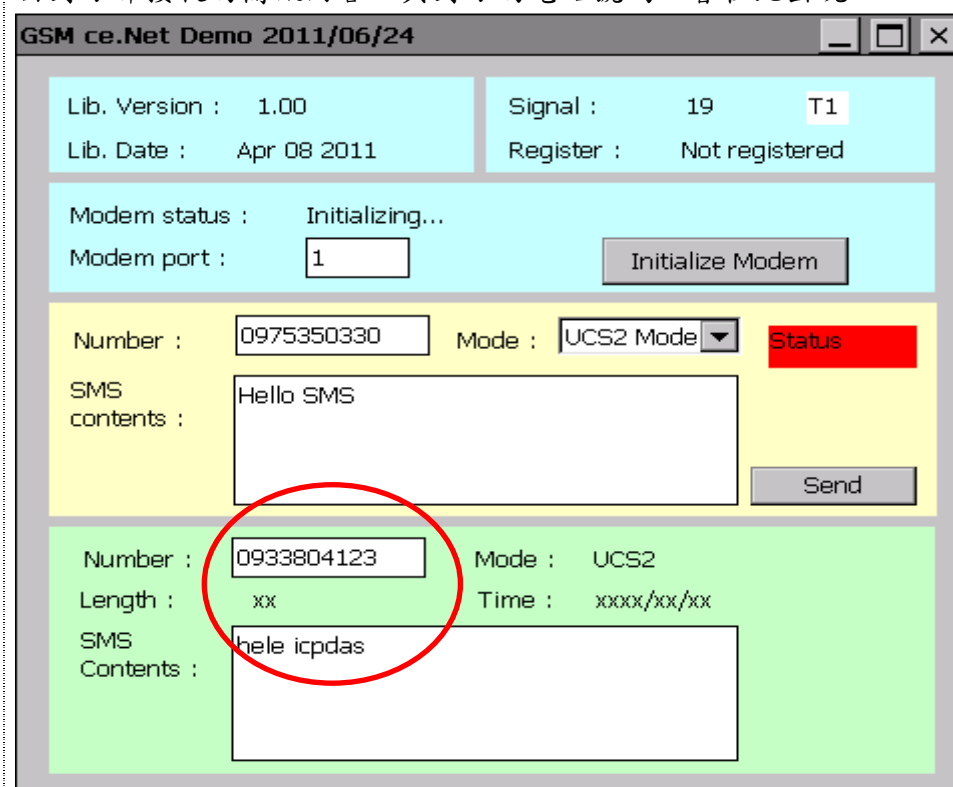 GSM ce.Net Demo 2011/06/24
Lib. Version : 1.00
Lib. Date : Apr 08 2011
Signal : 19 T1
Register : Not registered
Modem status : Initializing...
Modem port : 1
Initialize Modem
Number : 0975350330 Mode : UCS2 Mode Status
SMS contents : Hello SMS
Send
Number : 0933804123 Mode : UCS2
Length : xx Time : xxxx/xx/xx
SMS Contents : hele icpdas